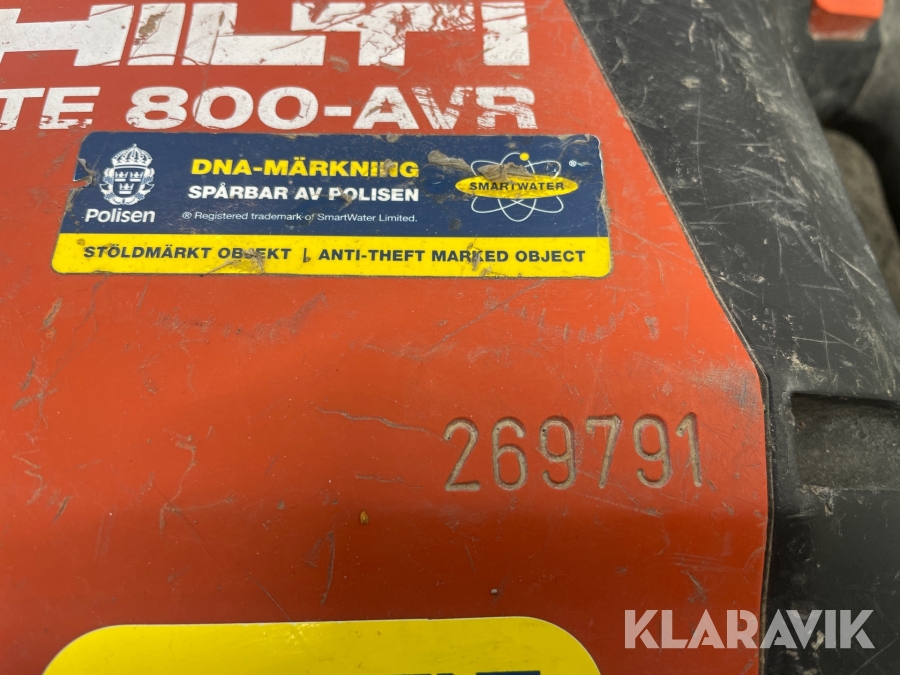 HILTI
TE 800-AVR
DNA-MÄRKNING
SPÅRBAR AV POLISEN
Polisen
® Registered trademark of SmartWater Limited.
SMARTWATER ®
STÖLDMÄRKT OBJEKT | ANTI-THEFT MARKED OBJECT
269791
KLARAVIK